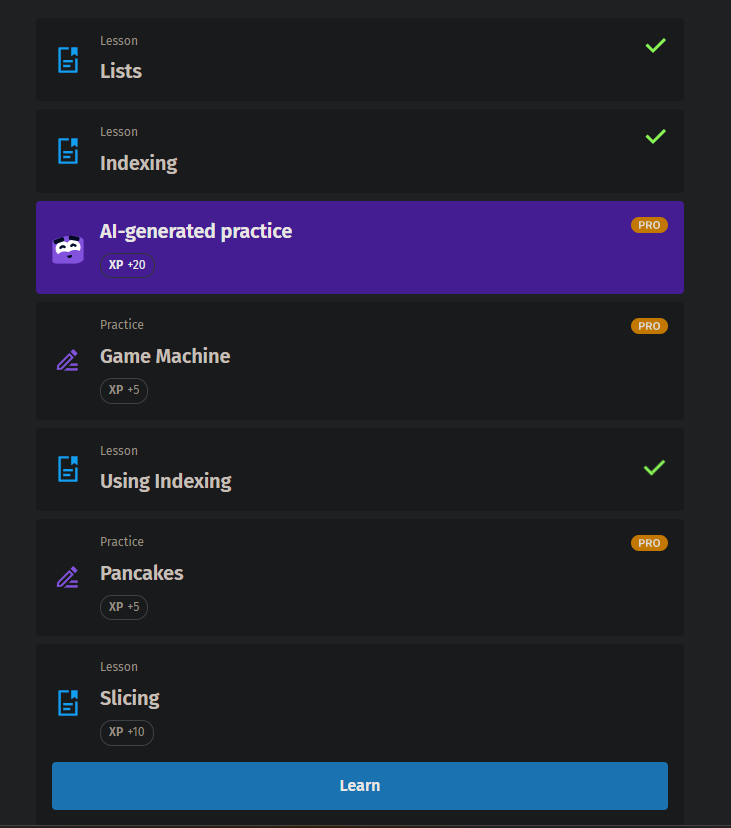 Lesson
Lists
Lesson
Indexing
AI-generated practice
PRO
XP +20
Practice
PRO
Game Machine
XP +5
Lesson
Using Indexing
Practice
PRO
Pancakes
XP +5
Lesson
Slicing
XP +10
Learn